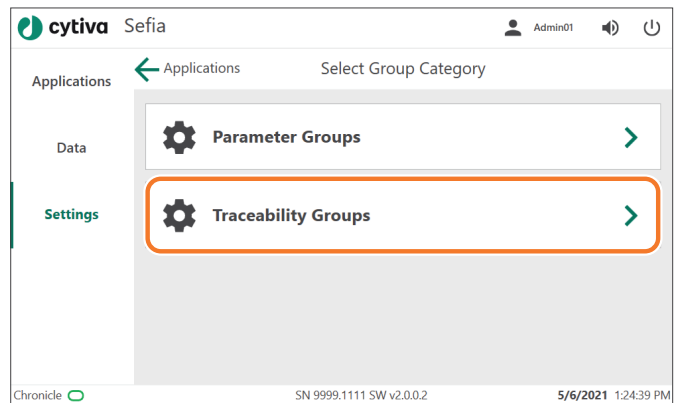 cytiva Sefia Admin01
Applications
Applications Select Group Category
Parameter Groups
Data
Settings
Traceability Groups
Chronicle SN 9999.1111 SW v2.0.0.2 5/6/2021 1:24:39 PM